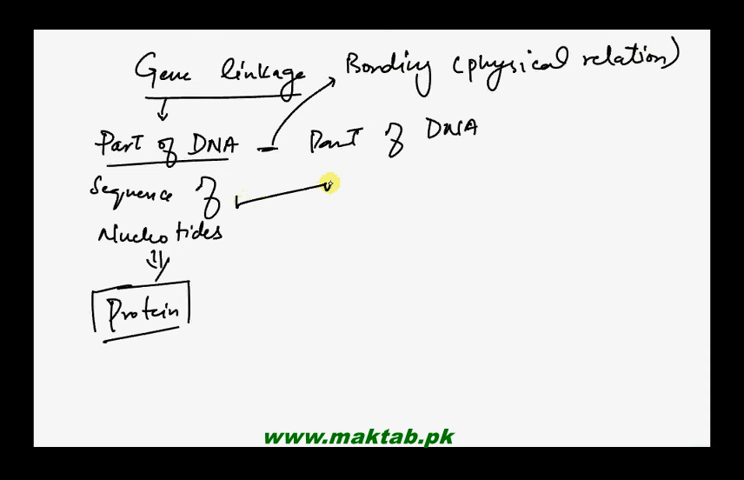 Gene linkage Bonding (physical relation)
Part of DNA – Part of DNA
Sequence of
Nucleotides
Protein
www.maktab.pk